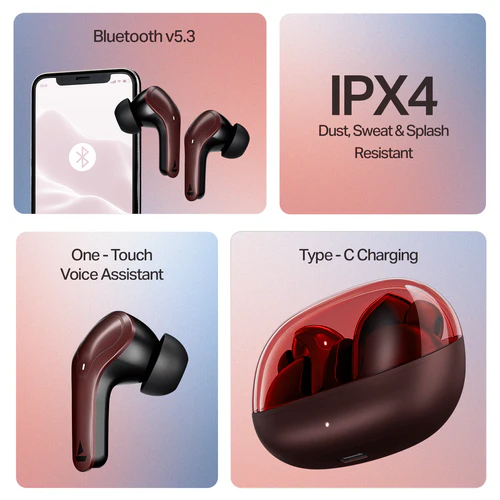 Bluetooth v5.3
IPX4
Dust, Sweat & Splash
Resistant
One - Touch
Voice Assistant
Type - C Charging